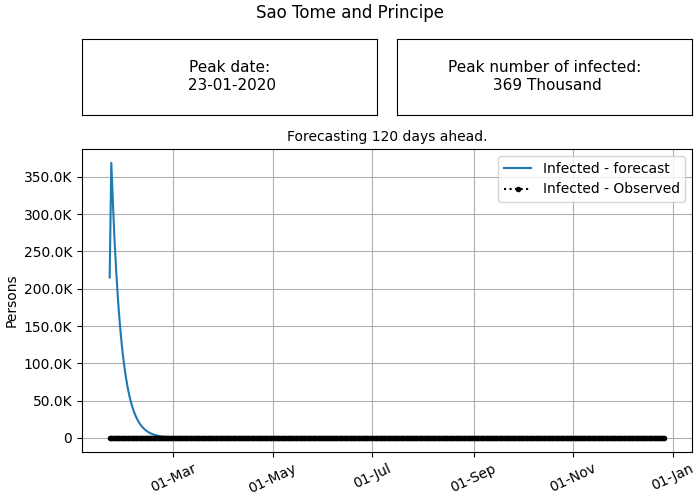 Sao Tome and Principe
Peak date:
23-01-2020
Peak number of infected:
369 Thousand
Forecasting 120 days ahead.
Infected - forecast
Infected - Observed
Persons
350.0K
300.0K
250.0K
200.0K
150.0K
100.0K
50.0K
0
01-Mar
01-May
01-Jul
01-Sep
01-Nov
01-Jan